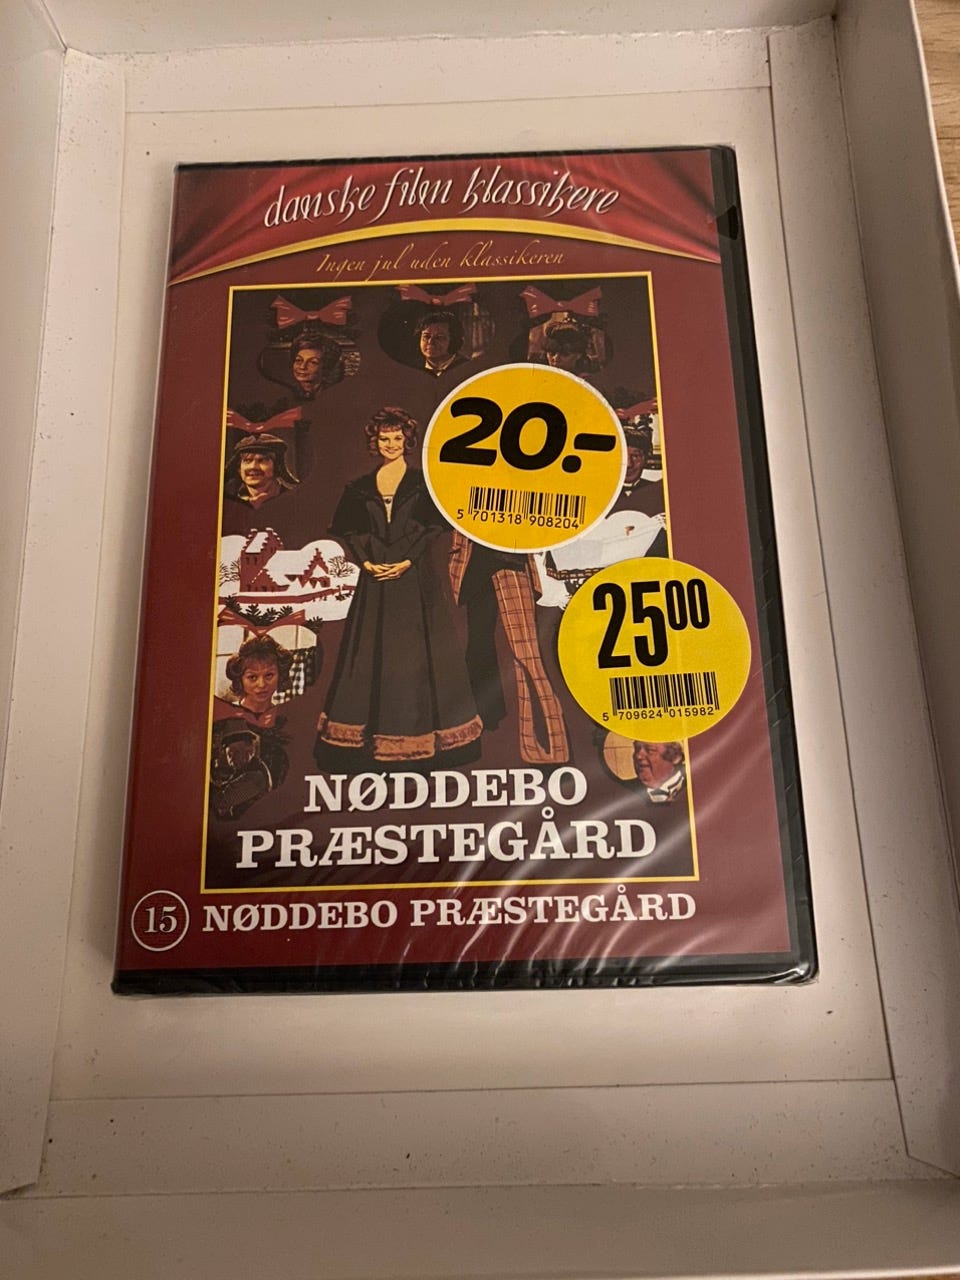 danske film klassikere
Ingen jul uden klassikeren
20.-
5 701318 908204
25 00
5 709624 015982
NØDDEBO
PRÆSTEGÅRD
15 NØDDEBO PRÆSTEGÅRD